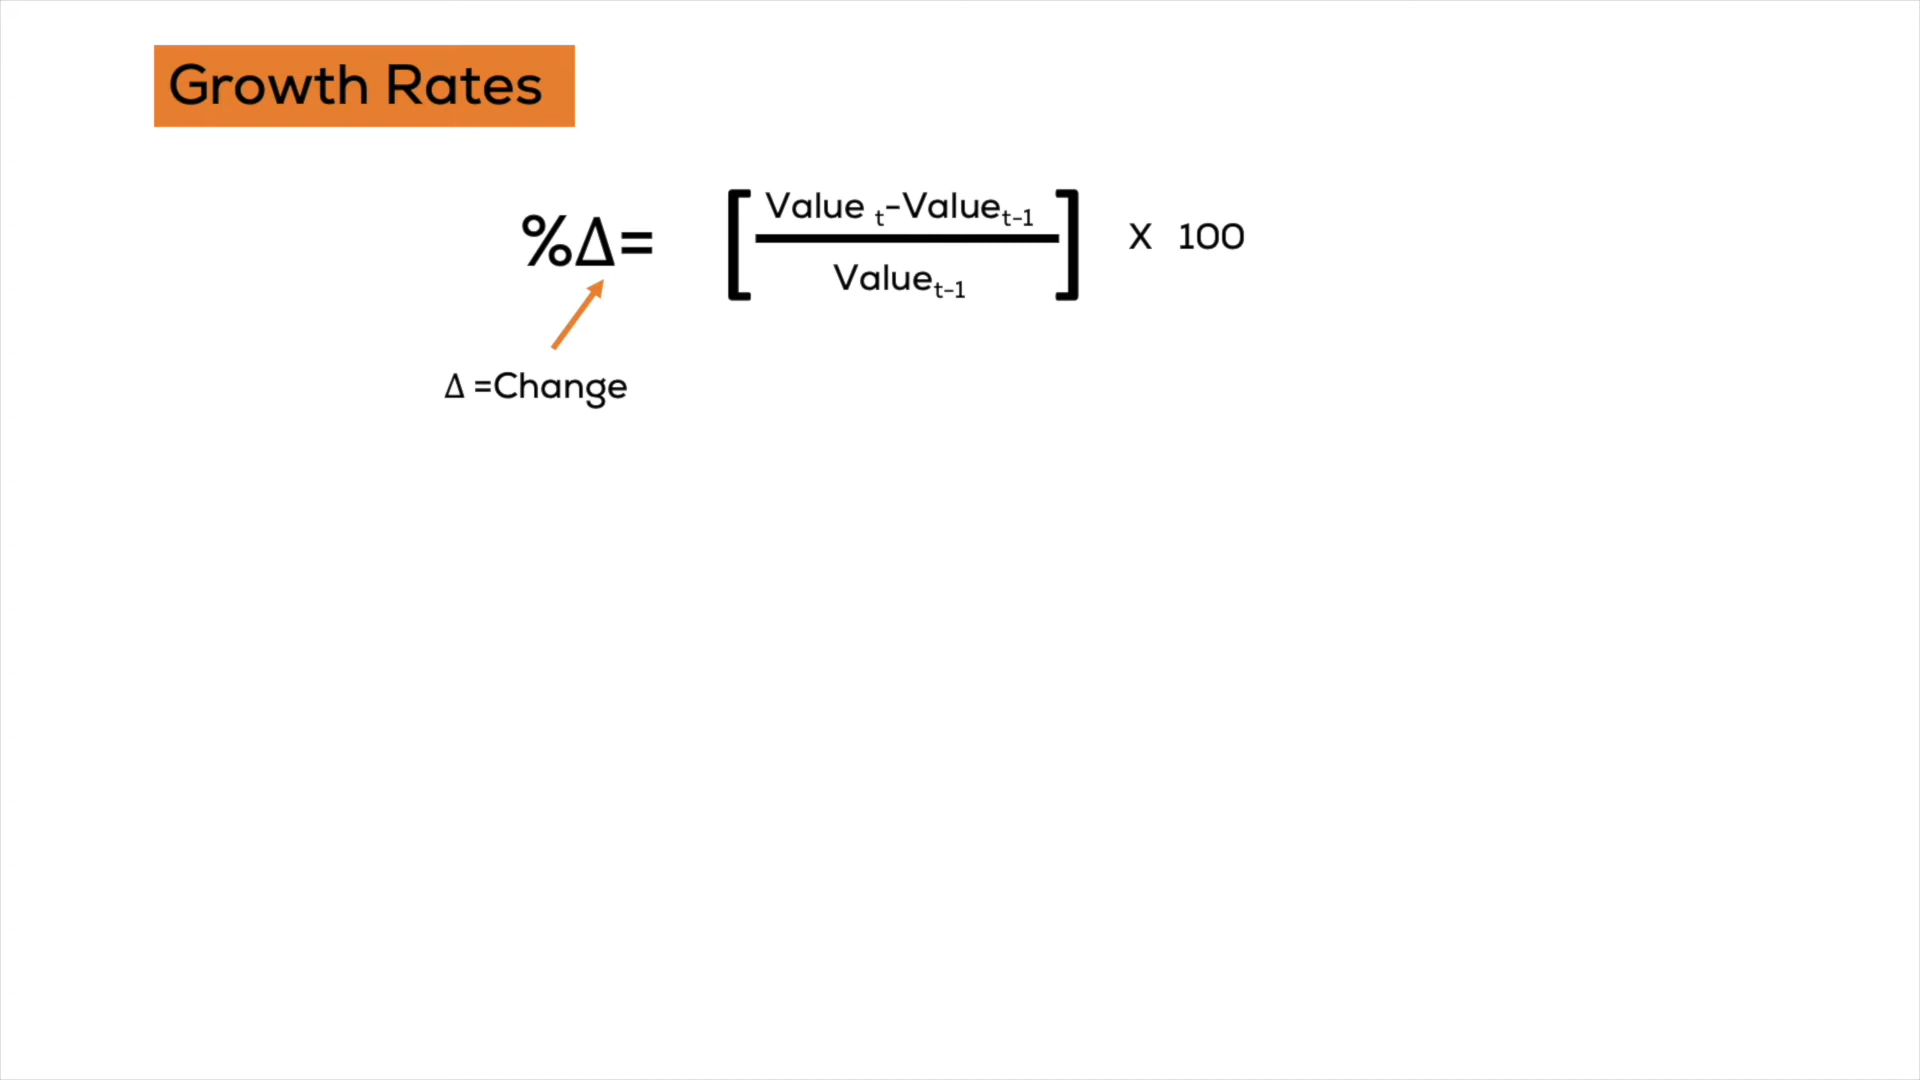 Growth Rates
%Δ= [ Value t-Valuet-1 / Valuet-1 ] X 100
Δ =Change